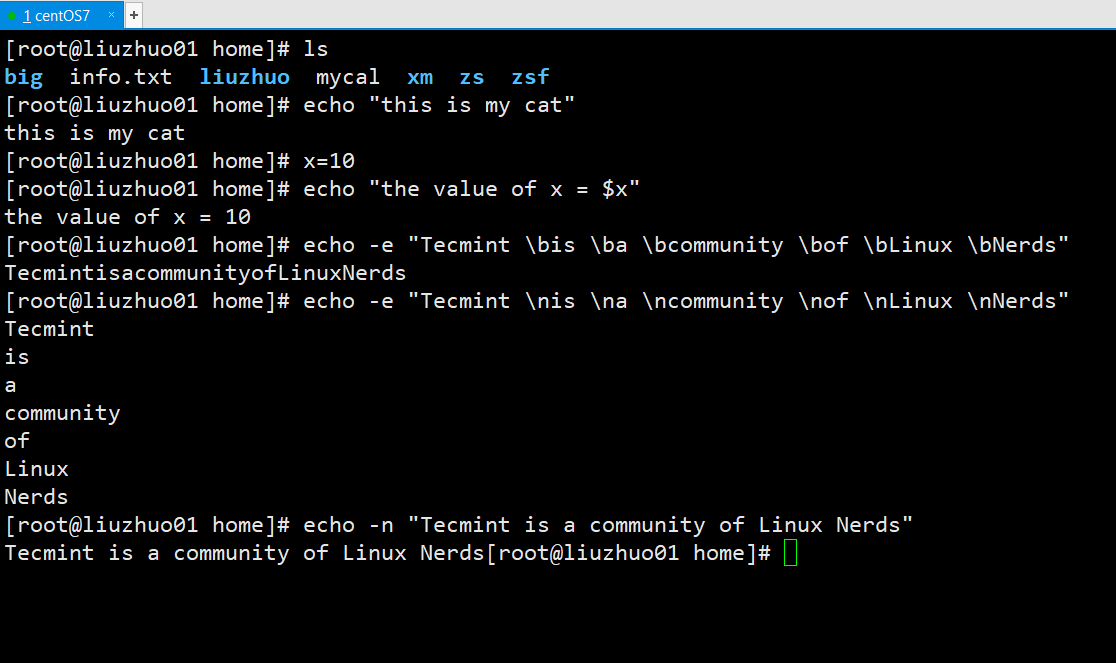 1 centOS7 × +
[root@liuzhuo01 home]# ls
big  info.txt  liuzhuo  mycal  xm  zs  zsf
[root@liuzhuo01 home]# echo "this is my cat"
this is my cat
[root@liuzhuo01 home]# x=10
[root@liuzhuo01 home]# echo "the value of x = $x"
the value of x = 10
[root@liuzhuo01 home]# echo -e "Tecmint \bis \ba \bcommunity \bof \bLinux \bNerds"
TecmintisacommunityofLinuxNerds
[root@liuzhuo01 home]# echo -e "Tecmint \nis \na \ncommunity \nof \nLinux \nNerds"
Tecmint
is
a
community
of
Linux
Nerds
[root@liuzhuo01 home]# echo -n "Tecmint is a community of Linux Nerds"
Tecmint is a community of Linux Nerds[root@liuzhuo01 home]#